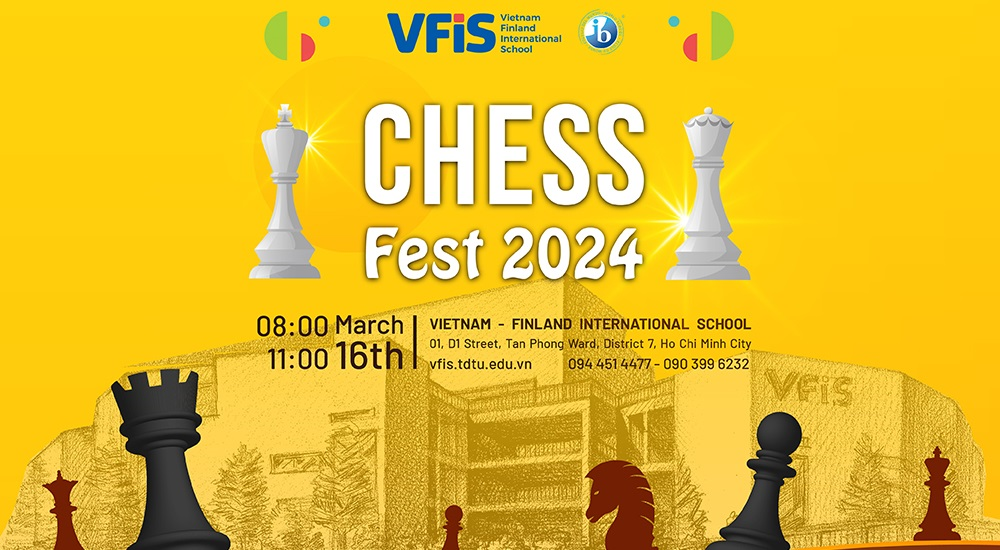 VFiS
Vietnam
Finland
International
School
CHESS
Fest 2024
08:00 March
11:00 16th
VIETNAM - FINLAND INTERNATIONAL SCHOOL
01, D1 Street, Tan Phong Ward, District 7, Ho Chi Minh City
vfis.tdtu.edu.vn 094 451 4477 - 090 399 6232
VFiS